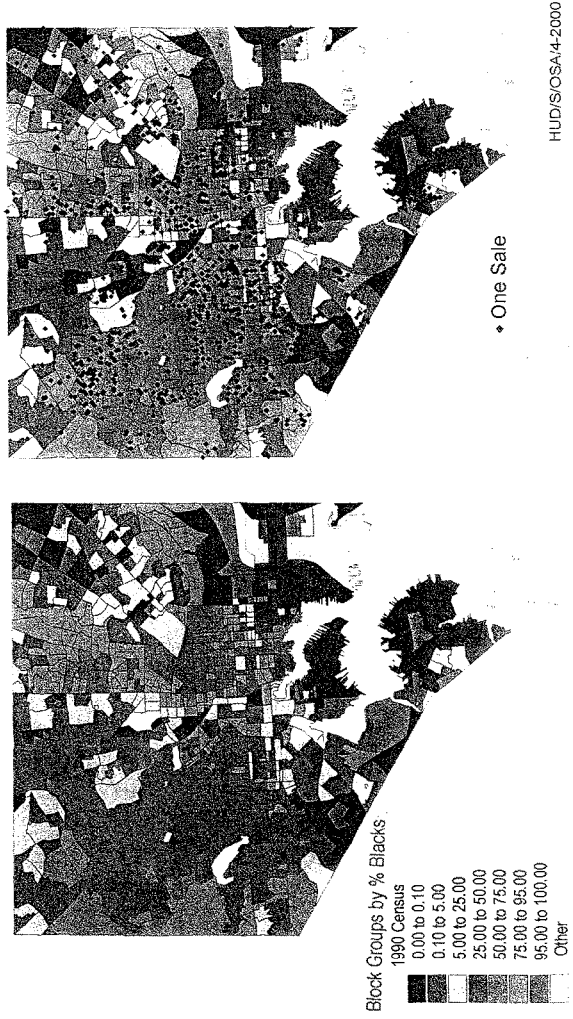 Block Groups by % Blacks
1990 Census
0.00 to 0.10
0.10 to 5.00
5.00 to 25.00
25.00 to 50.00
50.00 to 75.00
75.00 to 95.00
95.00 to 100.00
Other
One Sale
HUD/S/OSA/4-2000